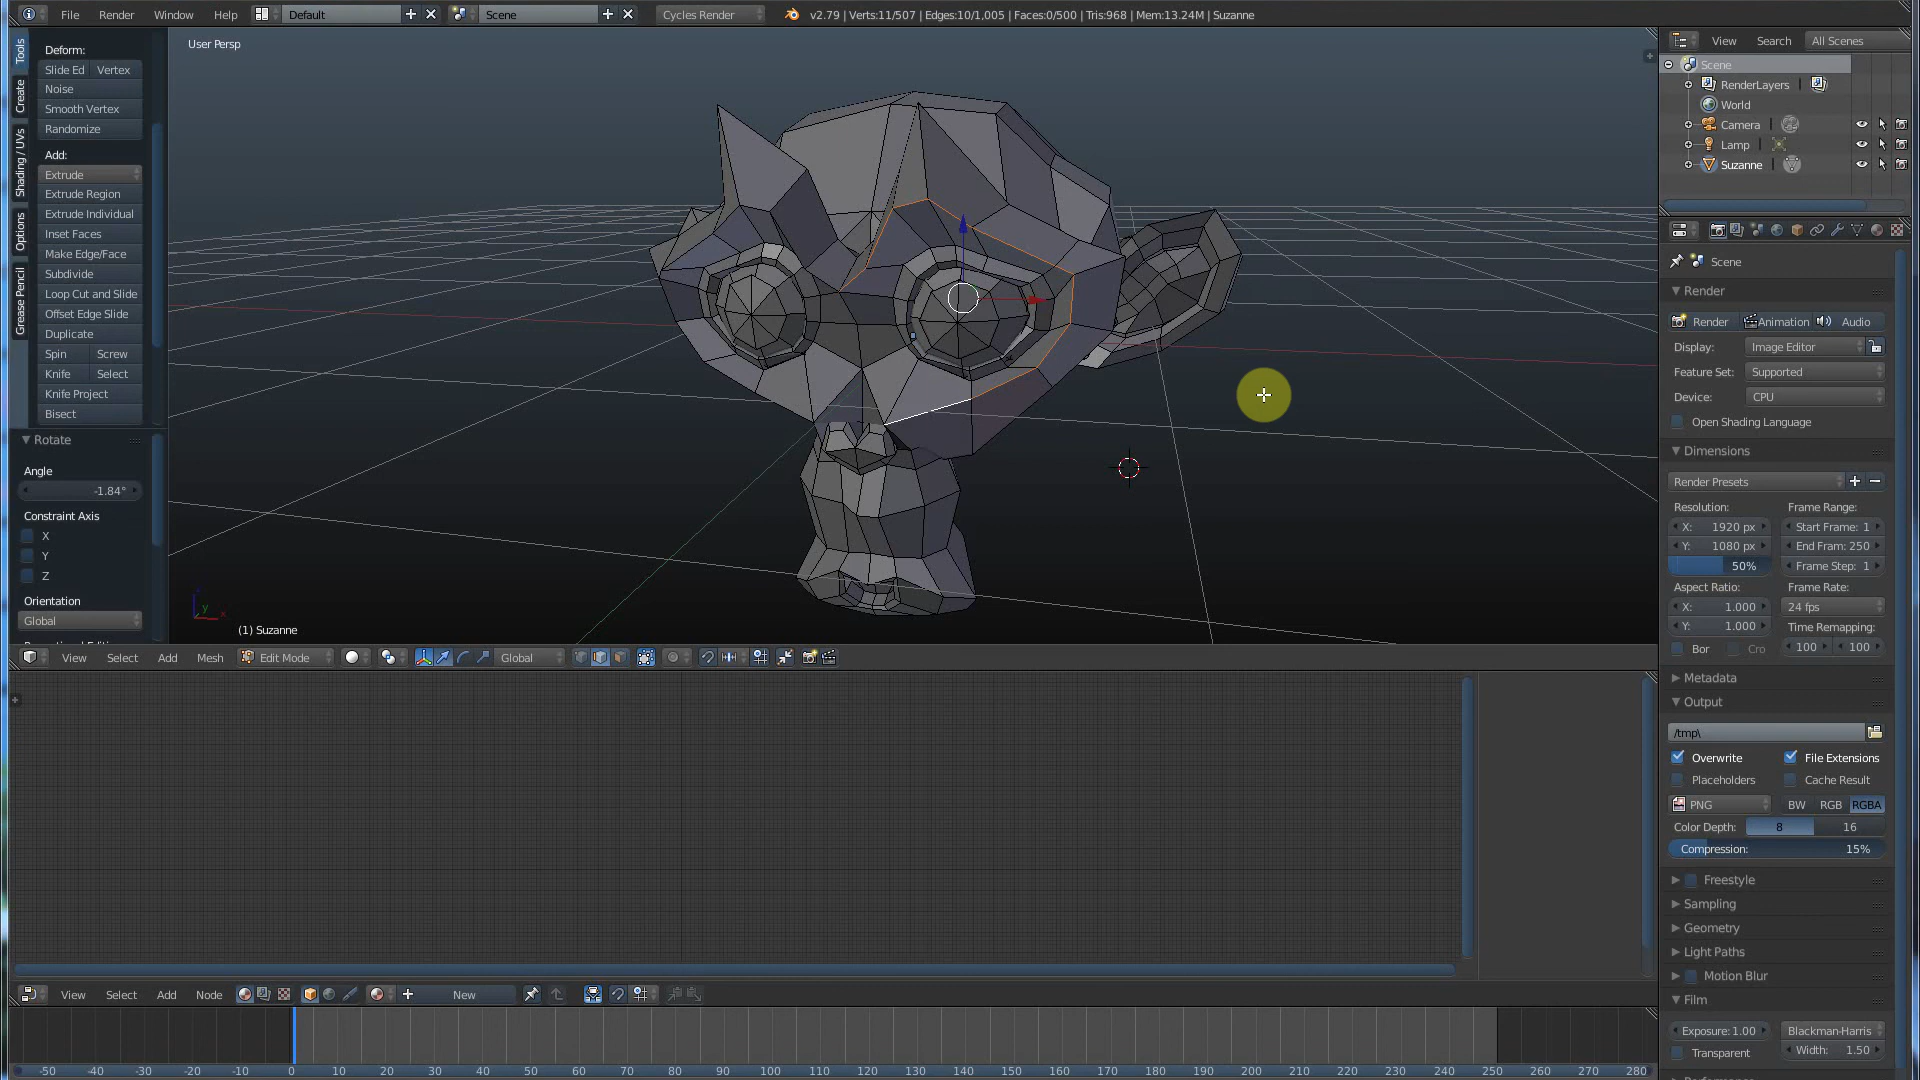 File Render Window Help Default Scene Cycles Render v2.79 | Verts:11/507 | Edges:10/1,005 | Faces:0/500 | Tris:968 | Mem:13.24M | Suzanne
User Persp
Tools
Create
Shading / UVs
Options
Grease Pencil
Deform:
Slide Ed Vertex
Noise
Smooth Vertex
Randomize
Add:
Extrude
Extrude Region
Extrude Individual
Inset Faces
Make Edge/Face
Subdivide
Loop Cut and Slide
Offset Edge Slide
Duplicate
Spin Screw
Knife Select
Knife Project
Bisect
Rotate
Angle
-1.84°
Constraint Axis
X
Y
Z
Orientation
Global
(1) Suzanne
View Select Add Mesh Edit Mode Global
View Select Add Node New
-50 -40 -30 -20 -10 0 10 20 30 40 50 60 70 80 90 100 110 120 130 140 150 160 170 180 190 200 210 220 230 240 250 260 270 280
View Search All Scenes
Scene
RenderLayers
World
Camera
Lamp
Suzanne
Scene
Render
Render Animation Audio
Display: Image Editor
Feature Set: Supported
Device: CPU
Open Shading Language
Dimensions
Render Presets
Resolution: Frame Range:
X: 1920 px Start Frame: 1
Y: 1080 px End Fram: 250
50% Frame Step: 1
Aspect Ratio: Frame Rate:
X: 1.000 24 fps
Y: 1.000 Time Remapping:
Bor Cro 100 100
Metadata
Output
/tmp\
Overwrite File Extensions
Placeholders Cache Result
PNG BW RGB RGBA
Color Depth: 8 16
Compression: 15%
Freestyle
Sampling
Geometry
Light Paths
Motion Blur
Film
Exposure: 1.00 Blackman-Harris
Transparent Width: 1.50